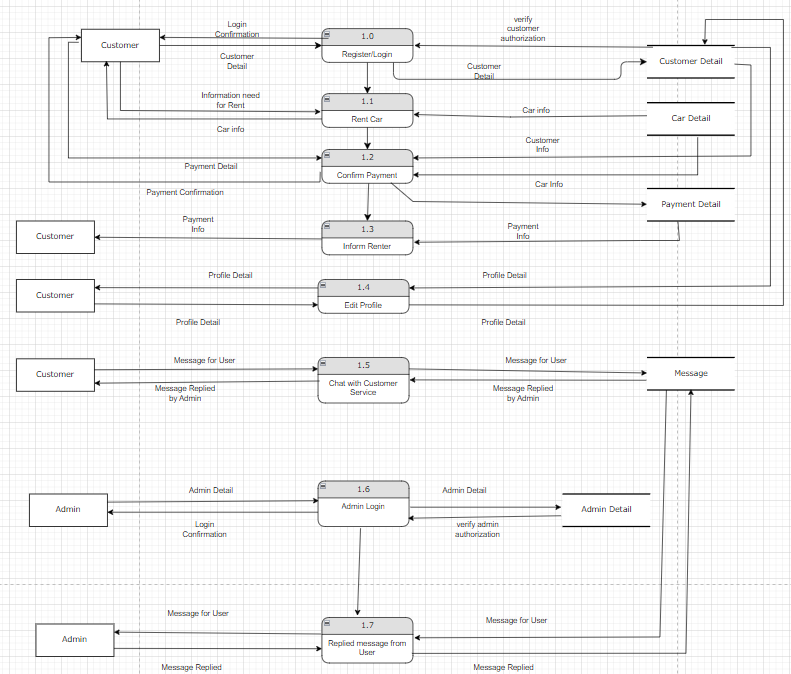 verify
customer
authorization
Login
Confirmation
1.0
Customer
Register/Login
Customer
Detail
Customer
Detail
Customer Detail
Information need
for Rent
1.1
Rent Car
Car info
Car Detail
Car info
Customer
Info
1.2
Confirm Payment
Payment Detail
Payment Confirmation
Car Info
Payment Detail
Payment
Info
1.3
Customer
Inform Renter
Payment
Info
Profile Detail
1.4
Profile Detail
Customer
Edit Profile
Profile Detail
Profile Detail
Message for User
1.5
Message for User
Customer
Chat with Customer
Service
Message
Message Replied
by Admin
Message Replied
by Admin
Admin Detail
1.6
Admin Detail
Admin
Admin Login
Admin Detail
Login
Confirmation
verify admin
authorization
Message for User
1.7
Message for User
Admin
Replied message from
User
Message Replied
Message Replied